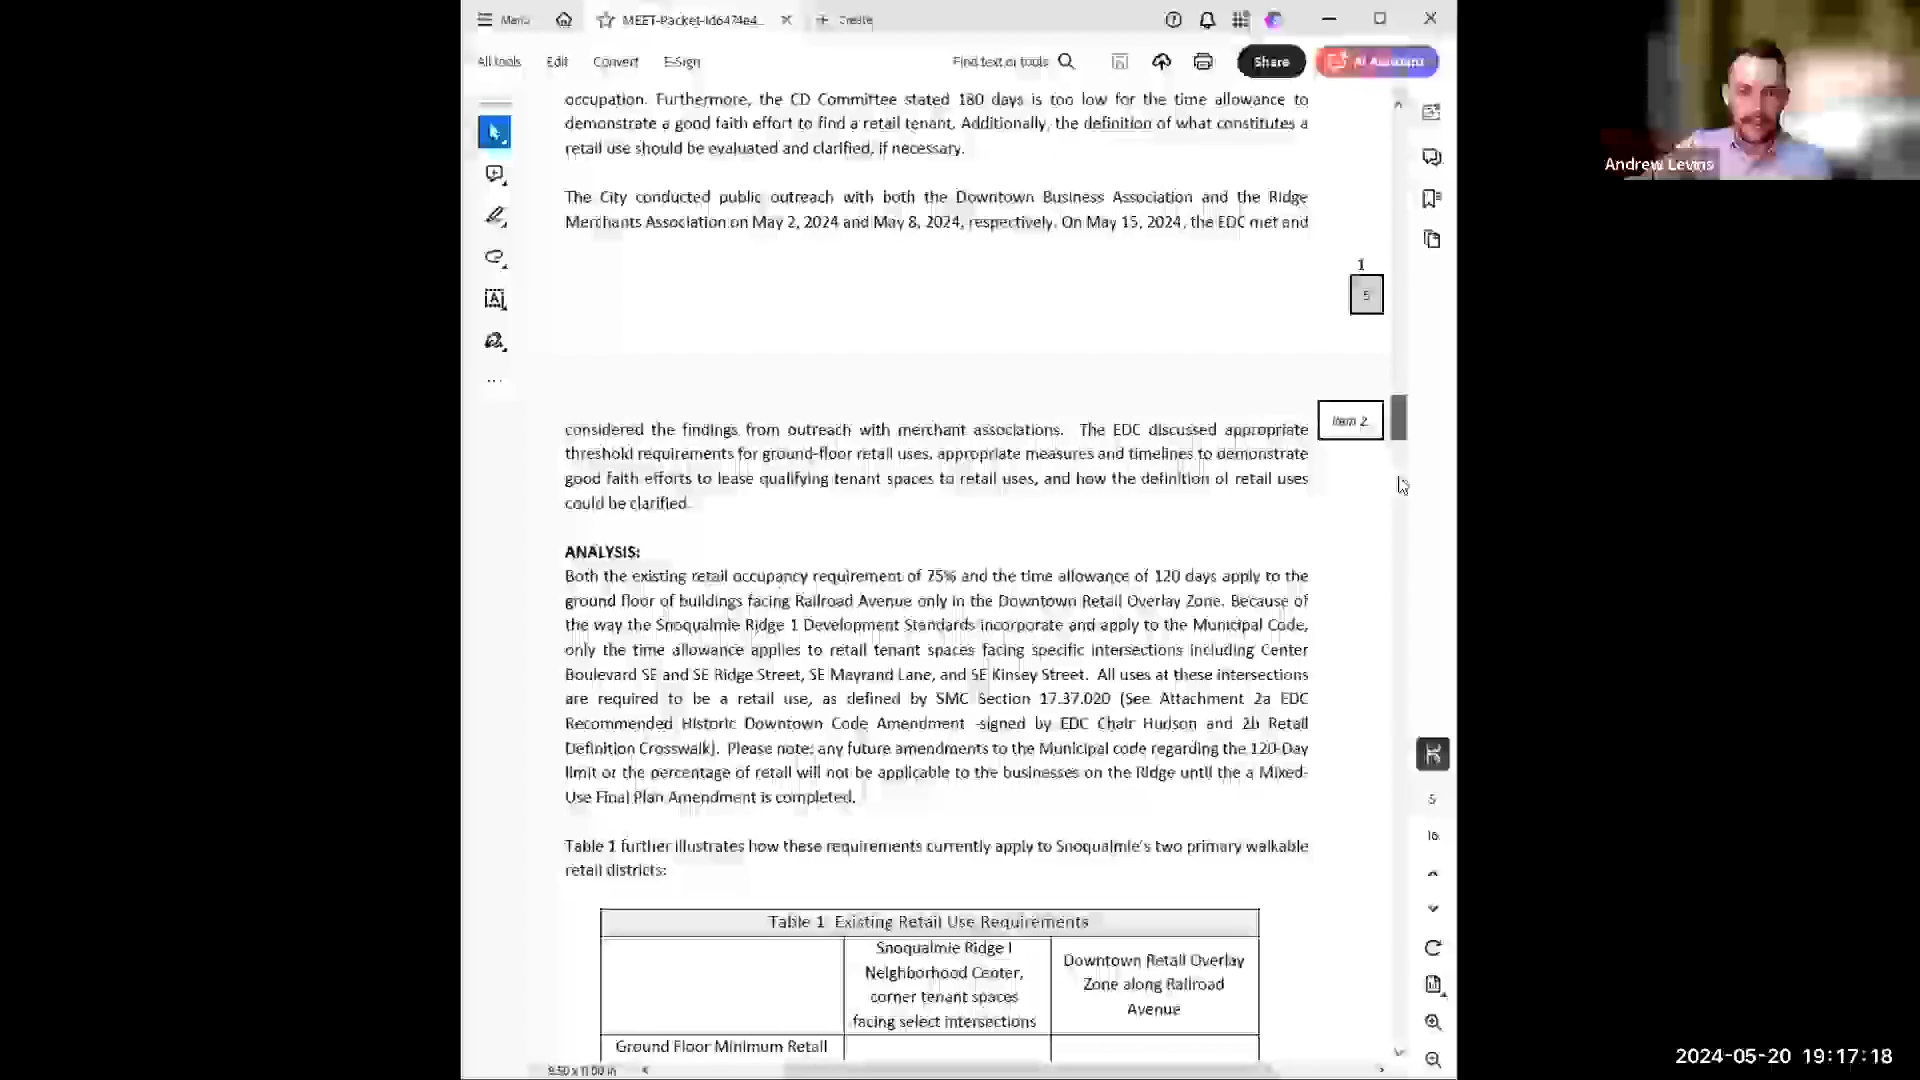 Menu
MEET-Packet-1d6474e4...
Create
All tools
Edit
Convert
E-Sign
Find text or tools
Share
AI Assistant
occupation. Furthermore, the CD Committee stated 180 days is too low for the time allowance to
demonstrate a good faith effort to find a retail tenant. Additionally, the definition of what constitutes a
retail use should be evaluated and clarified, if necessary.
The City conducted public outreach with both the Downtown Business Association and the Ridge
Merchants Association on May 2, 2024 and May 8, 2024, respectively. On May 15, 2024, the EDC met and
1
5
Item 2.
considered the findings from outreach with merchant associations. The EDC discussed appropriate
threshold requirements for ground-floor retail uses, appropriate measures and timelines to demonstrate
good faith efforts to lease qualifying tenant spaces to retail uses, and how the definition of retail uses
could be clarified.
ANALYSIS:
Both the existing retail occupancy requirement of 75% and the time allowance of 120 days apply to the
ground floor of buildings facing Railroad Avenue only in the Downtown Retail Overlay Zone. Because of
the way the Snoqualmie Ridge 1 Development Standards incorporate and apply to the Municipal Code,
only the time allowance applies to retail tenant spaces facing specific intersections including Center
Boulevard SE and SE Ridge Street, SE Mayrand Lane, and SE Kinsey Street. All uses at these intersections
are required to be a retail use, as defined by SMC Section 17.37.020 (See Attachment 2a EDC
Recommended Historic Downtown Code Amendment -signed by EDC Chair Hudson and 2b Retail
Definition Crosswalk). Please note: any future amendments to the Municipal code regarding the 120-Day
limit or the percentage of retail will not be applicable to the businesses on the Ridge until the a Mixed-
Use Final Plan Amendment is completed.
Table 1 further illustrates how these requirements currently apply to Snoqualmie's two primary walkable
retail districts:
Table 1 Existing Retail Use Requirements
Snoqualmie Ridge I
Neighborhood Center,
corner tenant spaces
facing select intersections
Downtown Retail Overlay
Zone along Railroad
Avenue
Ground Floor Minimum Retail
8.50 x 11.00 in
5
16
Andrew Levins
2024-05-20 19:17:18